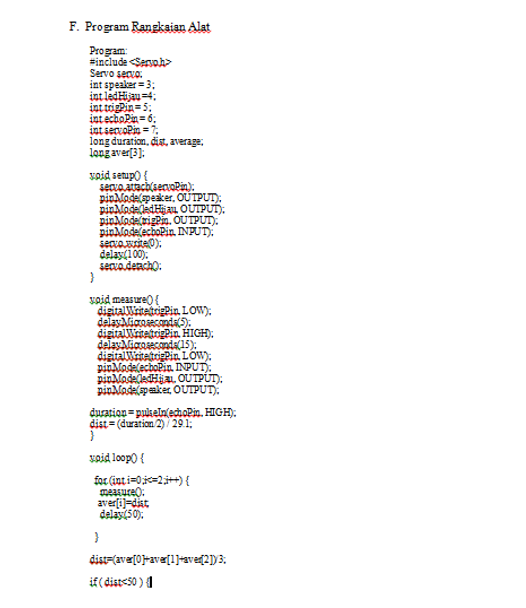 F. Program Rangkaian Alat
Program:
#include <Servo.h>
Servo servo;
int speaker = 3;
int ledHijau =4;
int trigPin = 5;
int echoPin = 6;
int servoPin = 7;
long duration, dist, average;
long aver[3];
void setup() {
servo.attach(servoPin);
pinMode(speaker, OUTPUT);
pinMode(ledHijau, OUTPUT);
pinMode(trigPin, OUTPUT);
pinMode(echoPin, INPUT);
servo.write(0);
delay(100);
servo.detach();
}
void measure() {
digitalWrite(trigPin, LOW);
delayMicroseconds(5);
digitalWrite(trigPin, HIGH);
delayMicroseconds(15);
digitalWrite(trigPin, LOW);
pinMode(echoPin, INPUT);
pinMode(ledHijau, OUTPUT);
pinMode(speaker, OUTPUT);
duration = pulseIn(echoPin, HIGH);
dist = (duration/2) / 29.1;
}
void loop() {
for (int i=0;i<=2;i++) {
measure();
aver[i]=dist;
delay(50);
}
dist=(aver[0]+aver[1]+aver[2])/3;
if ( dist<50 ) {